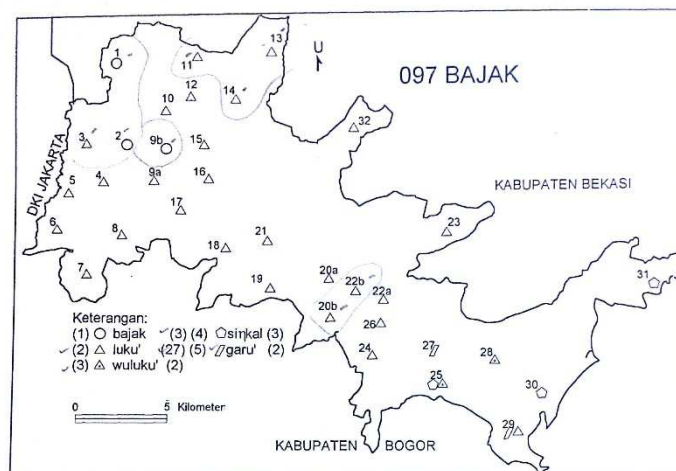 13
1
11
U
097 BAJAK
12
14
10
32
3
2
9b
15
DKI JAKARTA
5
4
9a
16
KABUPATEN BEKASI
17
6
8
23
18
21
7
19
20a
22b
22a
31
20b
26
Keterangan:
(1) bajak (3) (4) siŋkal (3)
(2) luku' (27) (5) garu' (2)
(3) wuluku' (2)
24
27
28
25
30
0 5 Kilometer
29
KABUPATEN BOGOR